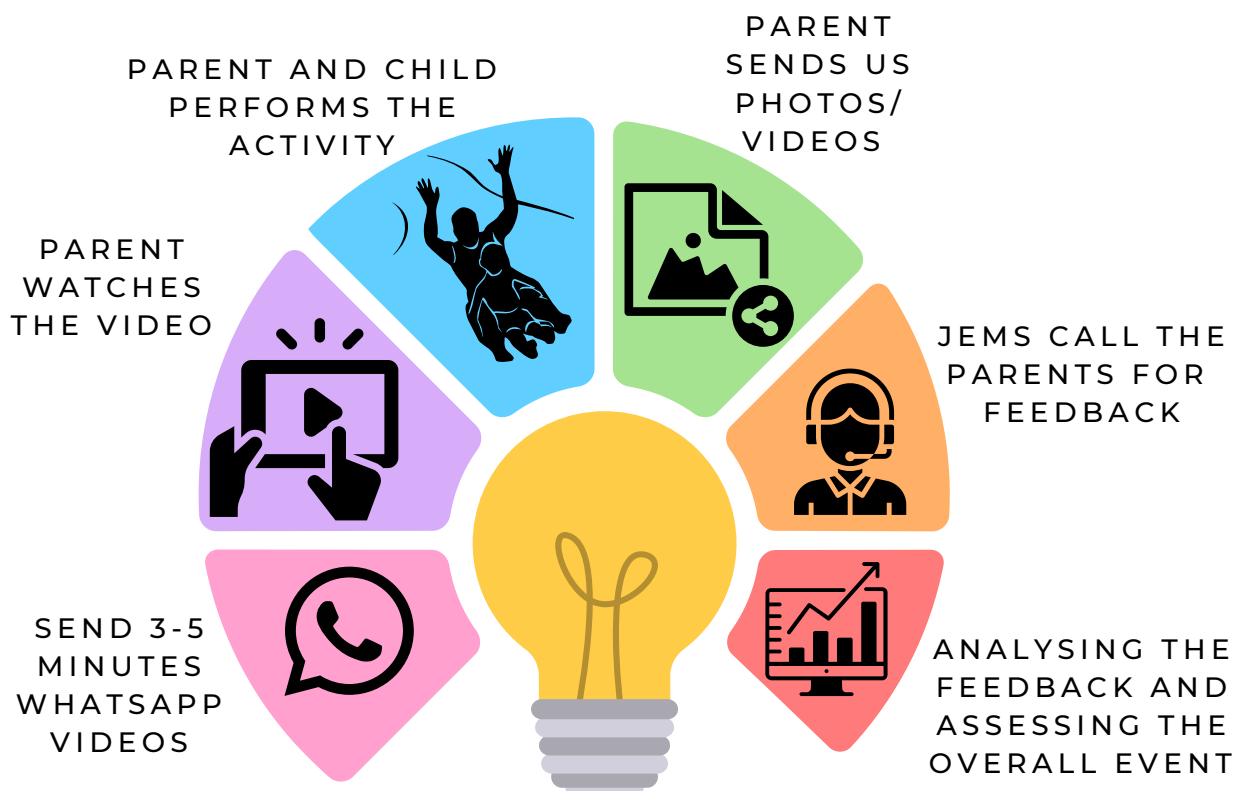 SEND 3-5
MINUTES
WHATSAPP
VIDEOS
PARENT
WATCHES
THE VIDEO
PARENT AND CHILD
PERFORMS THE
ACTIVITY
PARENT
SENDS US
PHOTOS/
VIDEOS
JEMS CALL THE
PARENTS FOR
FEEDBACK
ANALYSING THE
FEEDBACK AND
ASSESSING THE
OVERALL EVENT